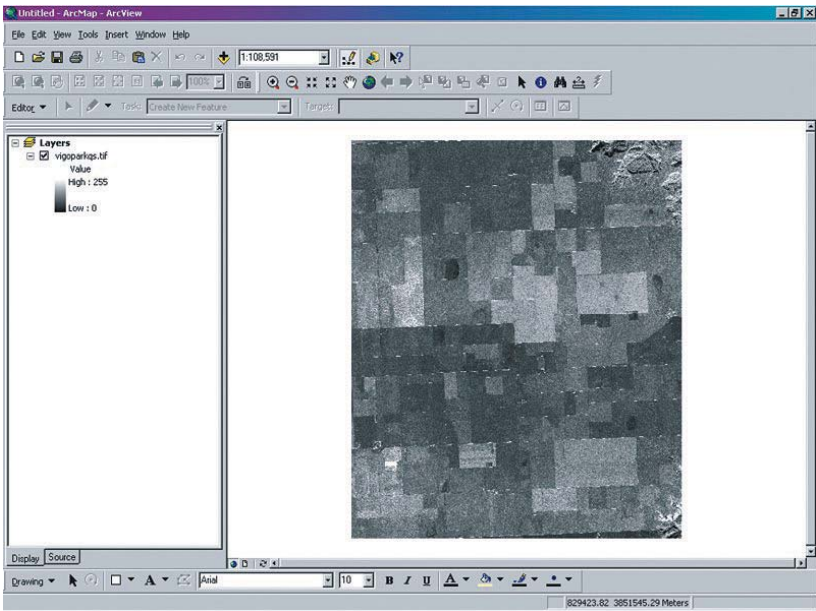 Untitled - ArcMap - ArcView
File Edit View Tools Insert Window Help
1:108,591
100%
Editor Task: Create New Feature Target:
Layers
vigoparkqs.tif
Value
High : 255
Low : 0
Display Source
Drawing A Arial 10 B I U A
829423.82 3851545.29 Meters